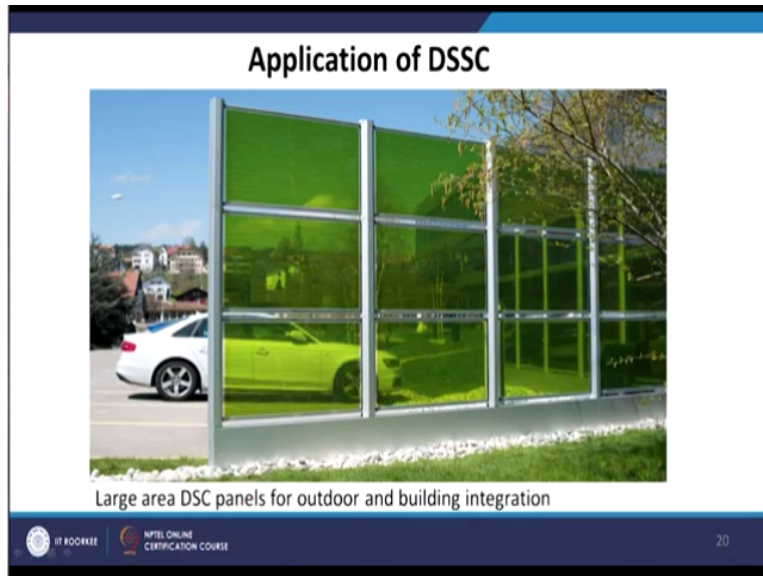 Application of DSSC
Large area DSC panels for outdoor and building integration
IIT ROORKEE
NPTEL ONLINE
CERTIFICATION COURSE
20